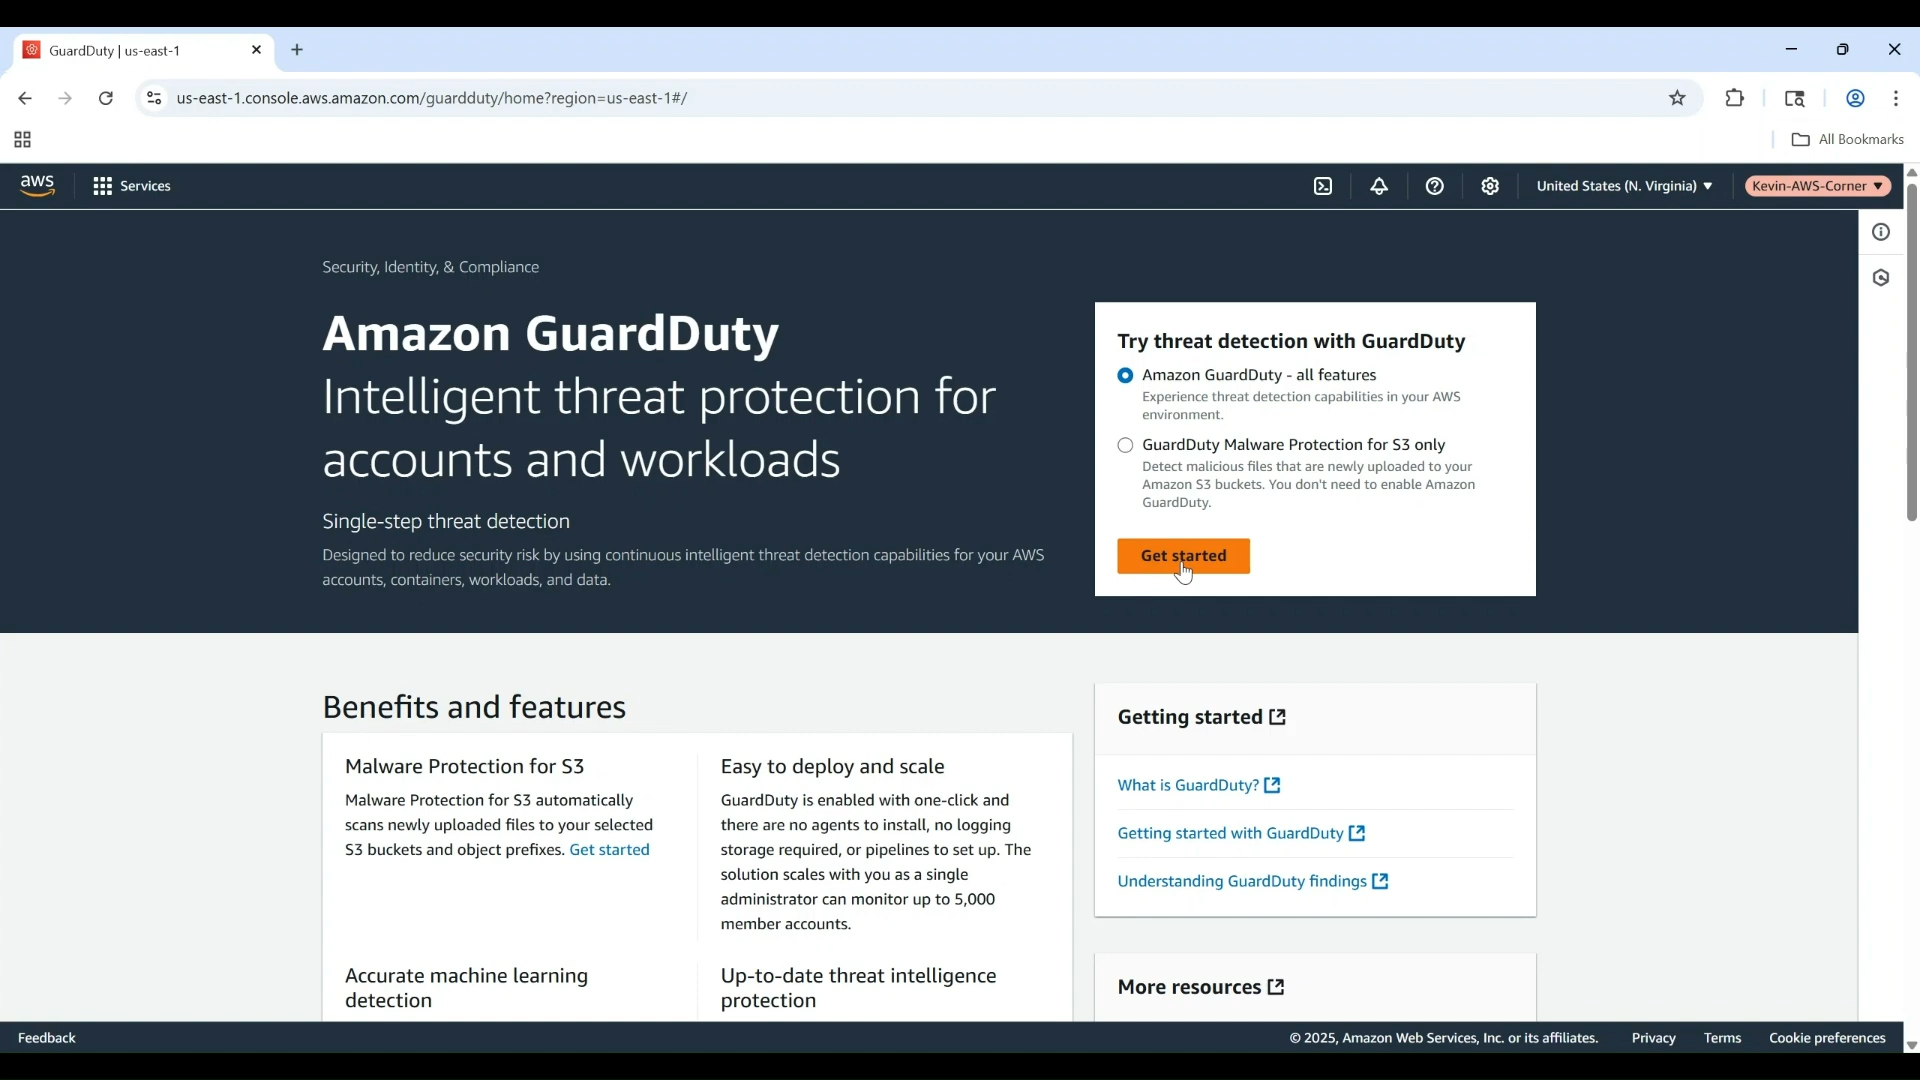 GuardDuty | us-east-1
us-east-1.console.aws.amazon.com/guardduty/home?region=us-east-1#/
All Bookmarks
aws
Services
United States (N. Virginia)
Kevin-AWS-Corner
Security, Identity, & Compliance
Amazon GuardDuty
Intelligent threat protection for
accounts and workloads
Single-step threat detection
Designed to reduce security risk by using continuous intelligent threat detection capabilities for your AWS
accounts, containers, workloads, and data.
Try threat detection with GuardDuty
Amazon GuardDuty - all features
Experience threat detection capabilities in your AWS
environment.
GuardDuty Malware Protection for S3 only
Detect malicious files that are newly uploaded to your
Amazon S3 buckets. You don't need to enable Amazon
GuardDuty.
Get started
Benefits and features
Malware Protection for S3
Malware Protection for S3 automatically
scans newly uploaded files to your selected
S3 buckets and object prefixes. Get started
Easy to deploy and scale
GuardDuty is enabled with one-click and
there are no agents to install, no logging
storage required, or pipelines to set up. The
solution scales with you as a single
administrator can monitor up to 5,000
member accounts.
Accurate machine learning
detection
Up-to-date threat intelligence
protection
Getting started
What is GuardDuty?
Getting started with GuardDuty
Understanding GuardDuty findings
More resources
Feedback
© 2025, Amazon Web Services, Inc. or its affiliates.
Privacy
Terms
Cookie preferences